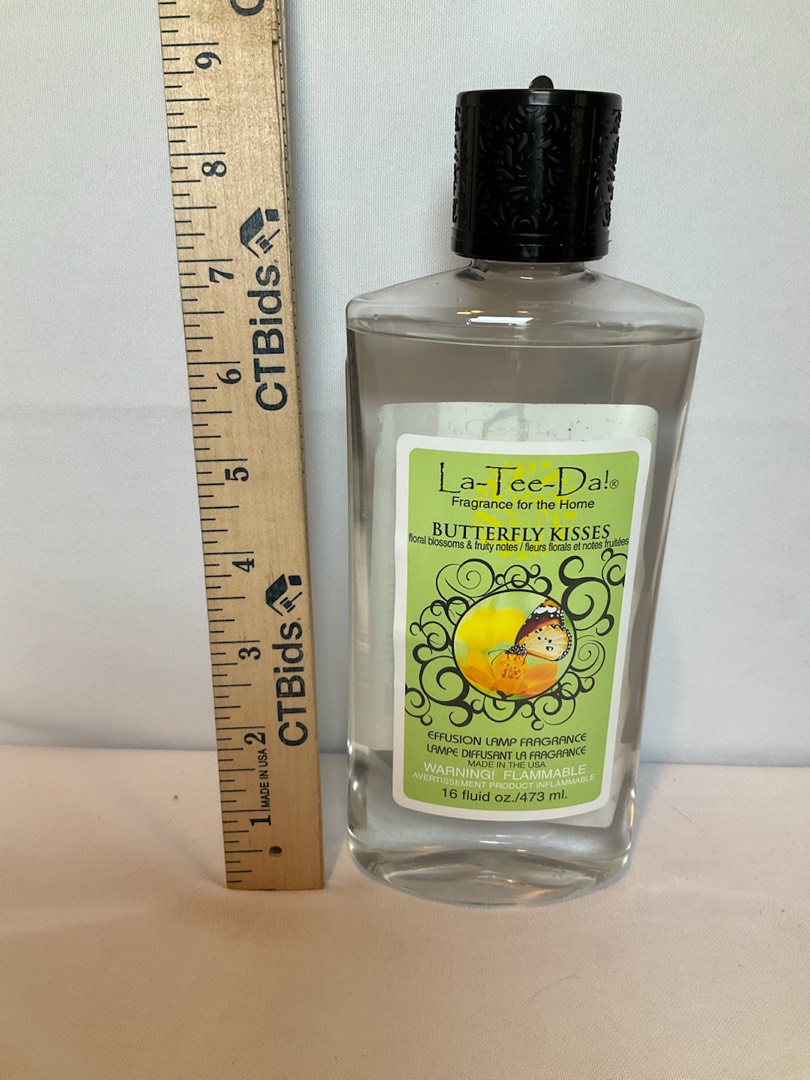 9
8
7
6
5
4
3
2
1
CTBids
CTBids
MADE IN USA
La-Tee-Da!®
Fragrance for the Home
BUTTERFLY KISSES
floral blossoms & fruity notes / fleurs florals et notes fruitées
EFFUSION LAMP FRAGRANCE
LAMPE DIFFUSANT LA FRAGRANCE
MADE IN THE USA
WARNING! FLAMMABLE
AVERTISSEMENT PRODUCT INFLAMMABLE
16 fluid oz./473 ml.